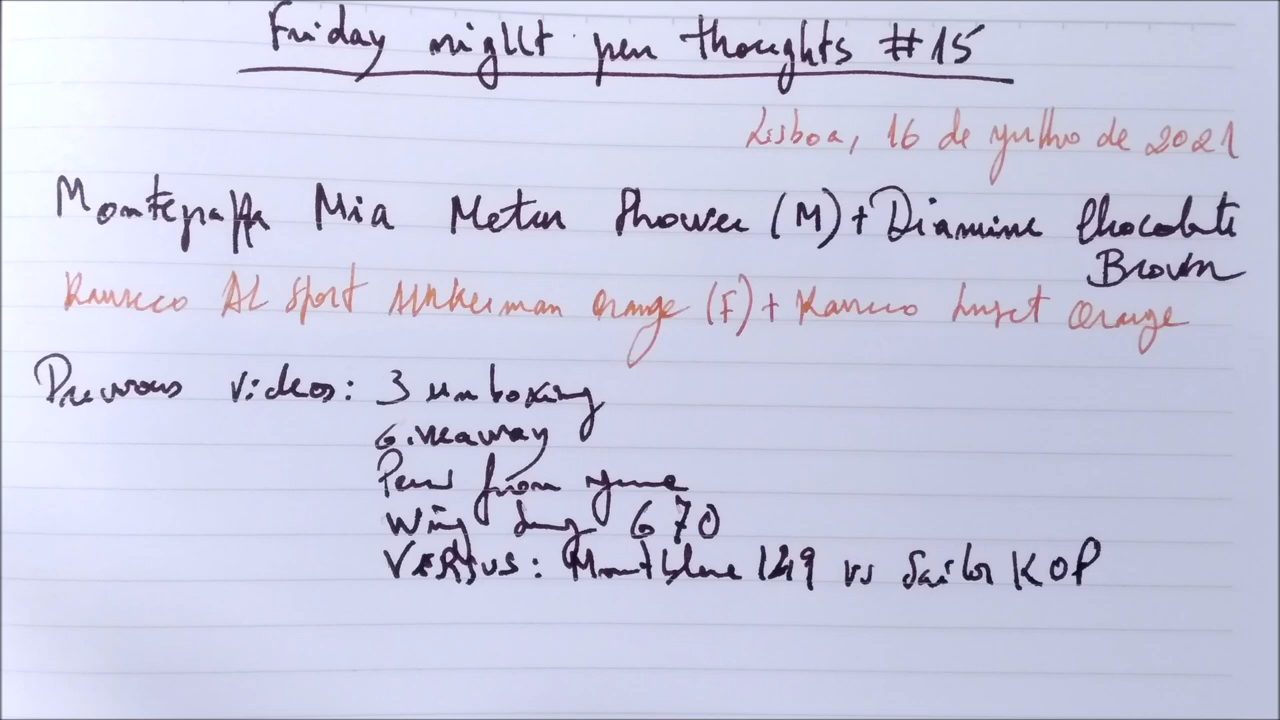 Friday night pen thoughts #15
Lisboa, 16 de julho de 2021
Montegrappa Mia Meteor Shower (M) + Diamine Chocolate
Brown
Kaweco AL Sport Akkerman Orange (F) + Kaweco Sunset Orange
Previous videos: 3 unboxing
Giveaway
Pens from june
Wing Sung 670
VERSUS: Montblanc 149 vs Sailor KOP